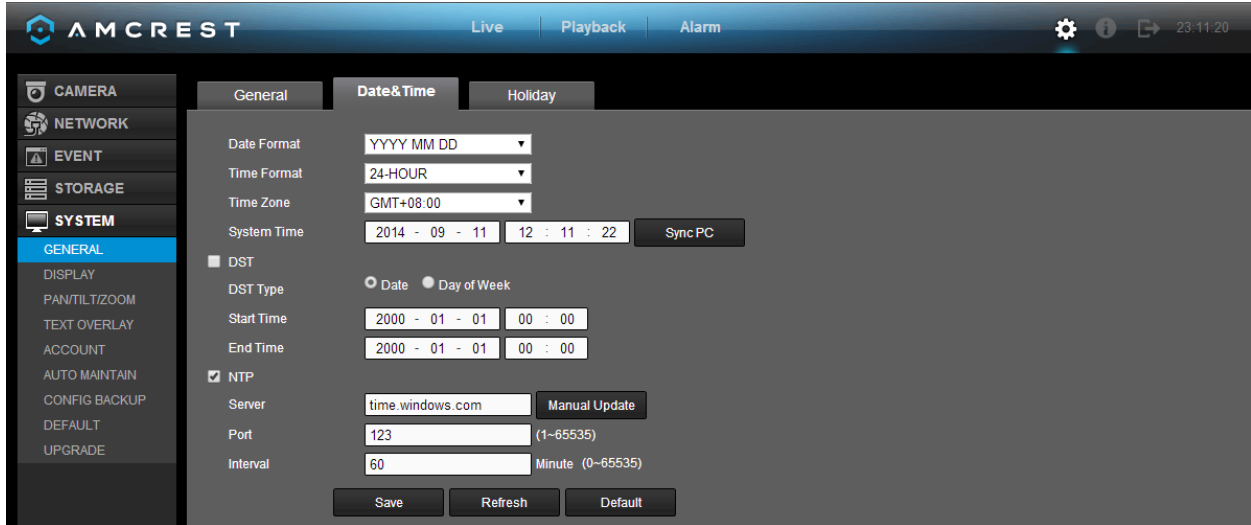 AMCREST Live Playback Alarm 23:11:20
CAMERA
NETWORK
EVENT
STORAGE
SYSTEM
GENERAL
DISPLAY
PAN/TILT/ZOOM
TEXT OVERLAY
ACCOUNT
AUTO MAINTAIN
CONFIG BACKUP
DEFAULT
UPGRADE
General Date&Time Holiday
Date Format YYYY MM DD
Time Format 24-HOUR
Time Zone GMT+08:00
System Time 2014 - 09 - 11 12 : 11 : 22 Sync PC
DST
DST Type Date Day of Week
Start Time 2000 - 01 - 01 00 : 00
End Time 2000 - 01 - 01 00 : 00
NTP
Server time.windows.com Manual Update
Port 123 (1~65535)
Interval 60 Minute (0~65535)
Save Refresh Default